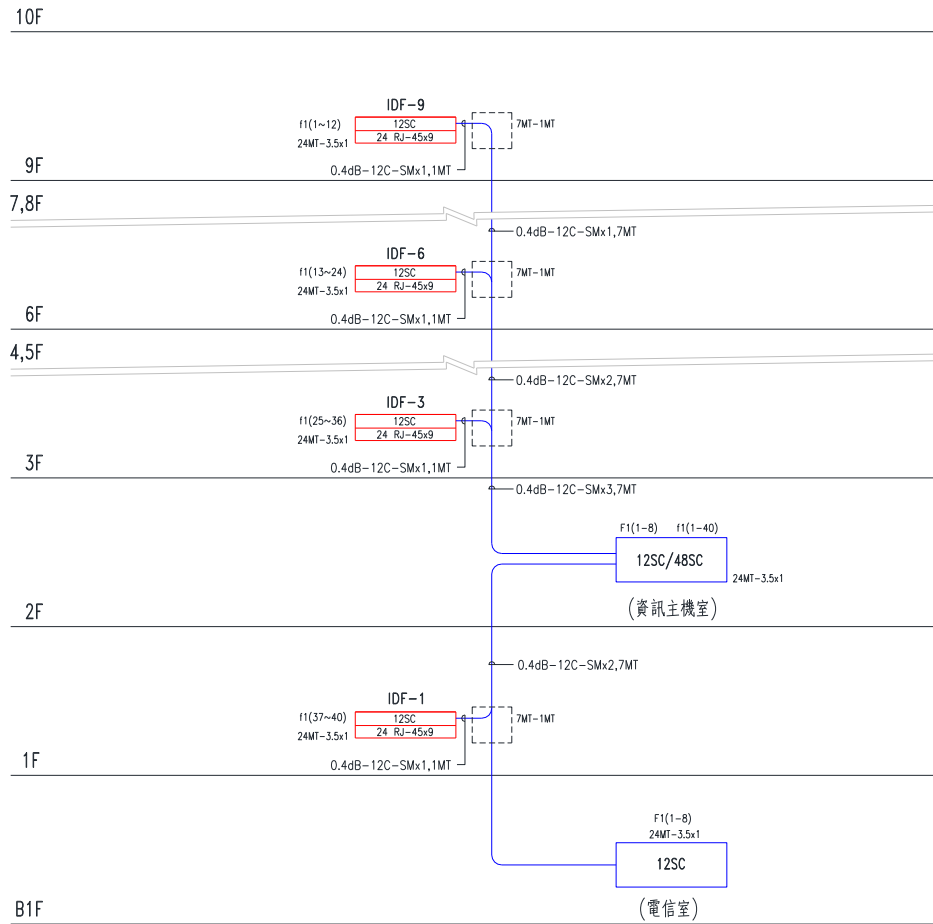 10F
IDF-9
f1(1~12)
12SC
7MT-1MT
24MT-3.5x1
24 RJ-45x9
0.4dB-12C-SMx1,1MT
9F
7,8F
0.4dB-12C-SMx1,7MT
IDF-6
f1(13~24)
12SC
7MT-1MT
24MT-3.5x1
24 RJ-45x9
0.4dB-12C-SMx1,1MT
6F
4,5F
0.4dB-12C-SMx2,7MT
IDF-3
f1(25~36)
12SC
7MT-1MT
24MT-3.5x1
24 RJ-45x9
0.4dB-12C-SMx1,1MT
3F
0.4dB-12C-SMx3,7MT
F1(1-8) f1(1-40)
12SC/48SC
24MT-3.5x1
(資訊主機室)
2F
0.4dB-12C-SMx2,7MT
IDF-1
f1(37~40)
12SC
7MT-1MT
24MT-3.5x1
24 RJ-45x9
0.4dB-12C-SMx1,1MT
1F
F1(1-8)
24MT-3.5x1
12SC
(電信室)
B1F